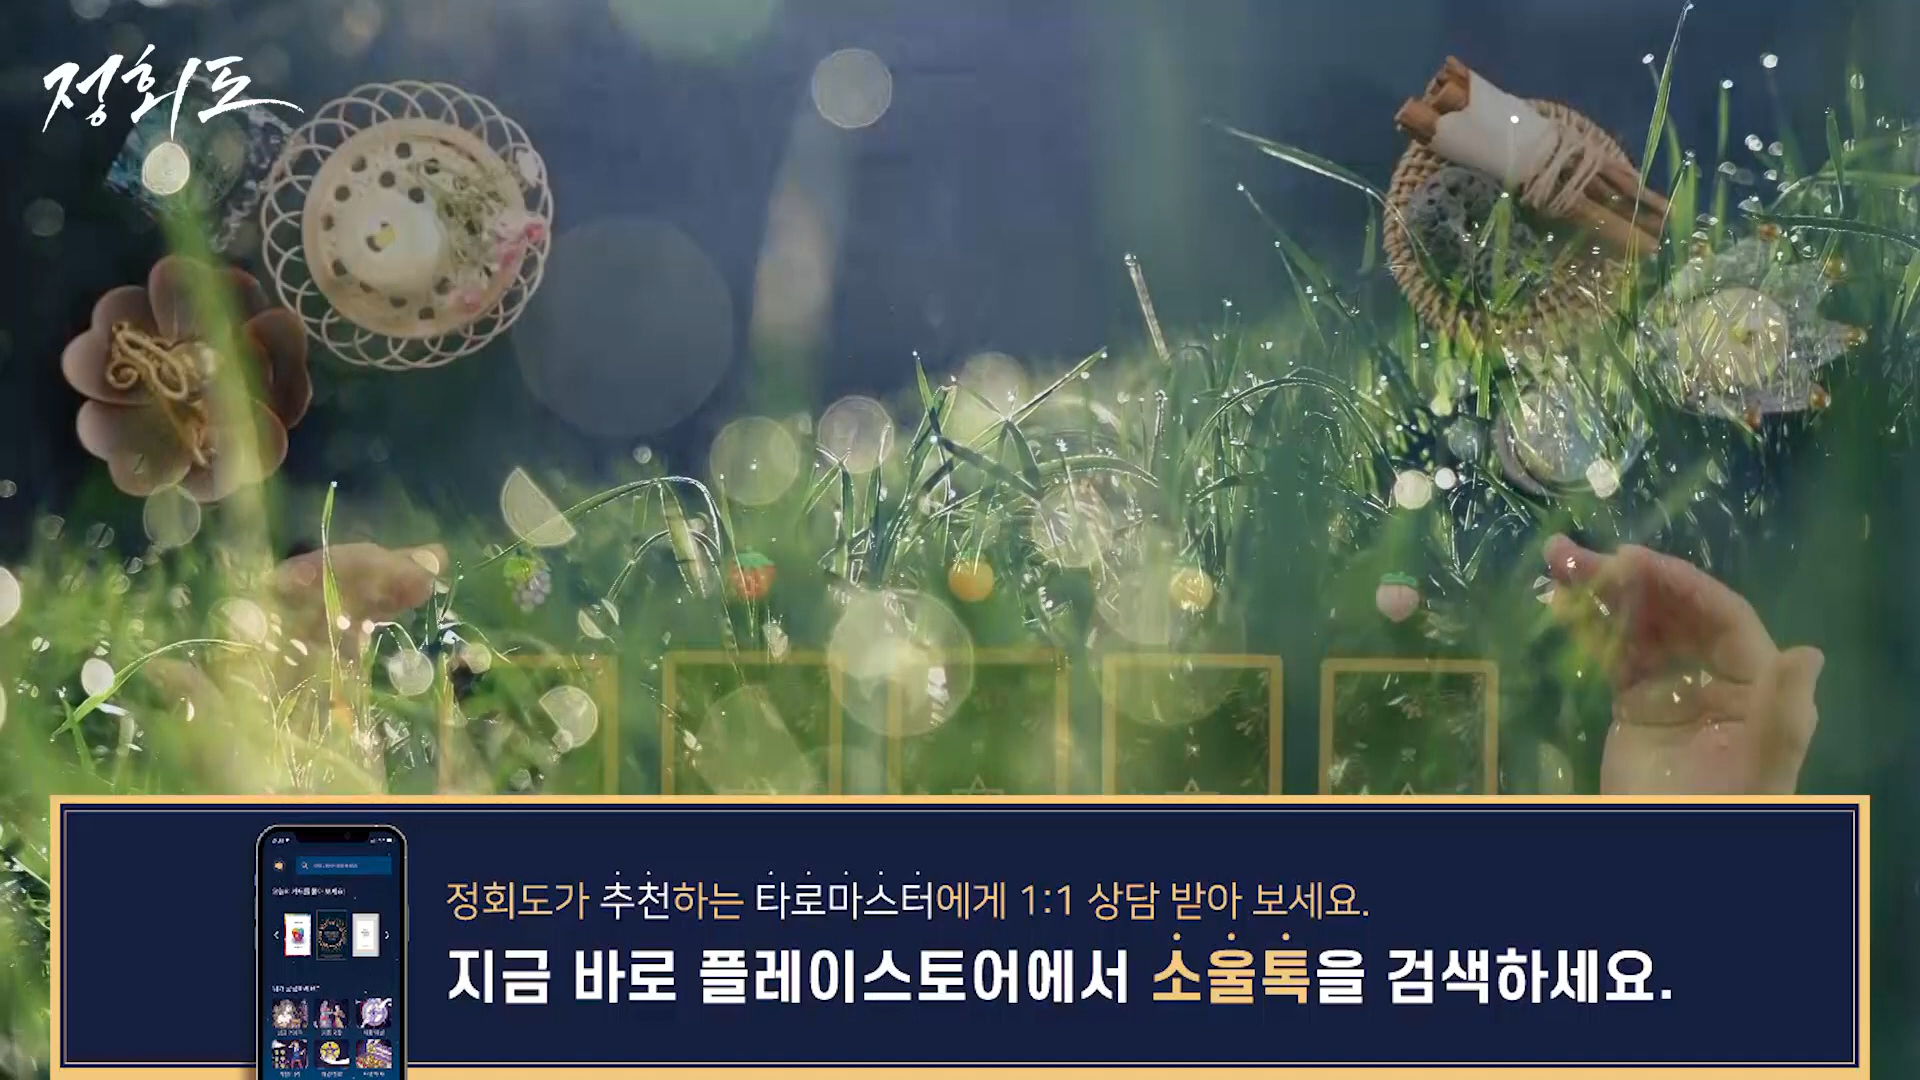 정회도
정회도가 추천하는 타로마스터에게 1:1 상담 받아 보세요.
지금 바로 플레이스토어에서 소울톡을 검색하세요.